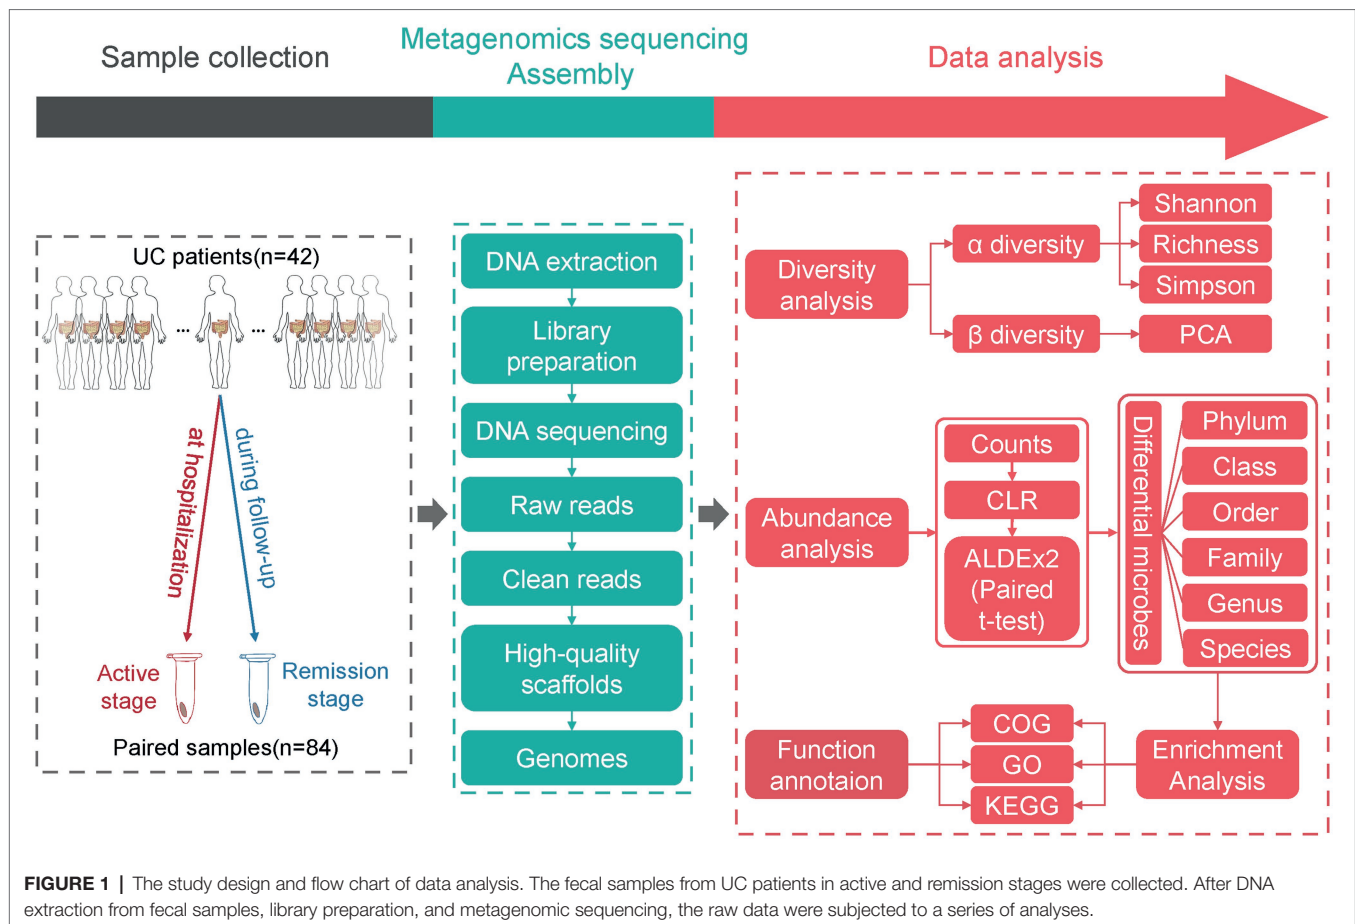 Sample collection
Metagenomics sequencing
Assembly
Data analysis
UC patients(n=42)
... ...
at hospitalization
during follow-up
Active
stage
Remission
stage
Paired samples(n=84)
DNA extraction
Library
preparation
DNA sequencing
Raw reads
Clean reads
High-quality
scaffolds
Genomes
Diversity
analysis
α diversity
β diversity
Shannon
Richness
Simpson
PCA
Abundance
analysis
Counts
CLR
ALDEx2
(Paired
t-test)
Differential microbes
Phylum
Class
Order
Family
Genus
Species
Function
annotaion
COG
GO
KEGG
Enrichment
Analysis
FIGURE 1 | The study design and flow chart of data analysis. The fecal samples from UC patients in active and remission stages were collected. After DNA
extraction from fecal samples, library preparation, and metagenomic sequencing, the raw data were subjected to a series of analyses.